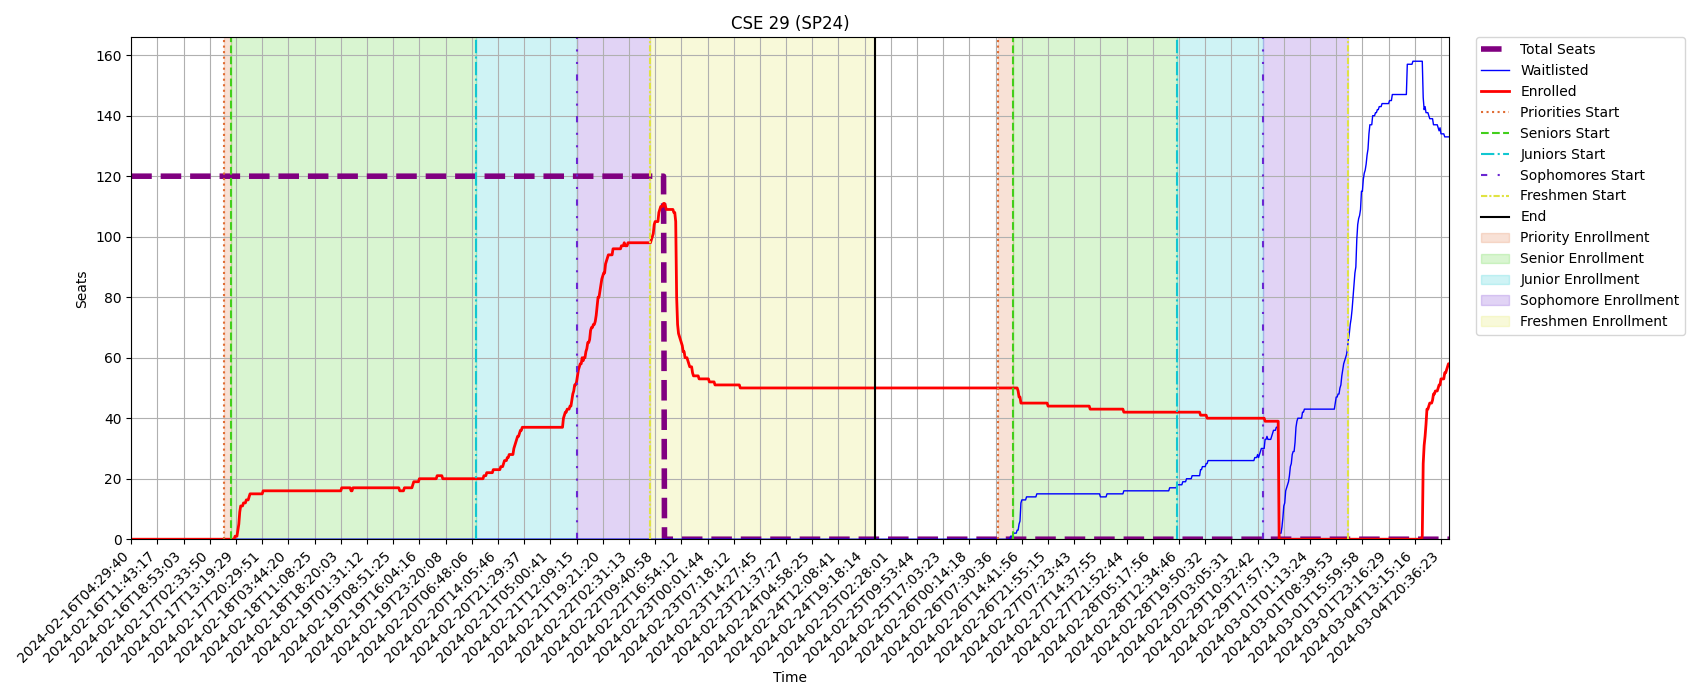 CSE 29 (SP24)
160
140
120
100
80
60
40
20
0
Seats
2024-02-16T04:29:40
2024-02-16T11:43:17
2024-02-16T18:53:03
2024-02-17T02:33:50
2024-02-17T13:19:29
2024-02-17T20:29:51
2024-02-18T03:44:20
2024-02-18T11:08:25
2024-02-18T18:20:03
2024-02-19T01:31:12
2024-02-19T08:51:25
2024-02-19T16:04:16
2024-02-19T23:20:08
2024-02-20T06:48:06
2024-02-20T14:05:46
2024-02-20T21:29:37
2024-02-21T05:00:41
2024-02-21T12:09:15
2024-02-21T19:21:20
2024-02-22T02:31:13
2024-02-22T09:40:58
2024-02-22T16:54:12
2024-02-23T00:01:44
2024-02-23T07:18:12
2024-02-23T14:27:45
2024-02-23T21:37:27
2024-02-24T04:58:25
2024-02-24T12:08:41
2024-02-24T19:18:14
2024-02-25T02:28:01
2024-02-25T09:53:44
2024-02-25T17:03:23
2024-02-26T00:14:18
2024-02-26T07:30:36
2024-02-26T14:41:56
2024-02-26T21:55:15
2024-02-27T07:23:45
2024-02-27T14:37:55
2024-02-27T21:52:44
2024-02-28T05:17:56
2024-02-28T12:34:46
2024-02-28T19:50:32
2024-02-29T03:05:31
2024-02-29T10:32:42
2024-02-29T17:57:13
2024-03-01T01:13:24
2024-03-01T08:39:53
2024-03-01T15:59:58
2024-03-01T23:16:29
2024-03-04T13:15:16
2024-03-04T20:36:23
Time
Total Seats
Waitlisted
Enrolled
Priorities Start
Seniors Start
Juniors Start
Sophomores Start
Freshmen Start
End
Priority Enrollment
Senior Enrollment
Junior Enrollment
Sophomore Enrollment
Freshmen Enrollment